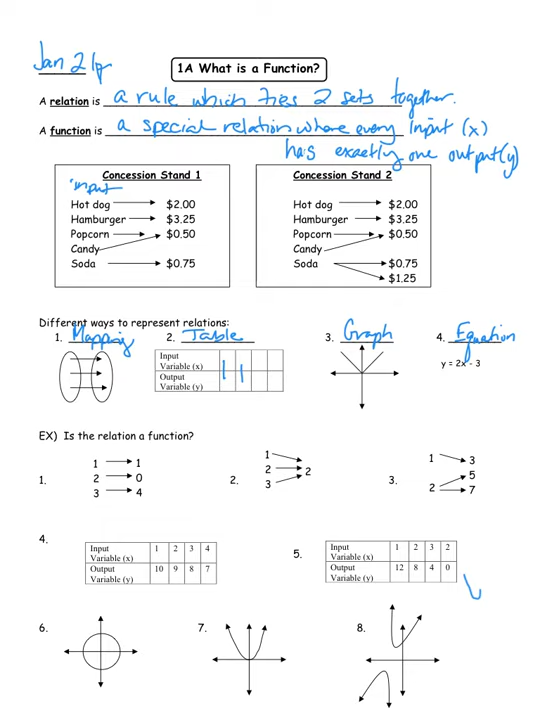 Jan 21
1A What is a Function?
A relation is a rule which ties 2 sets together.
A function is a special relation where every input (x)
has exactly one output (y)
Concession Stand 1
"input
Hot dog $2.00
Hamburger $3.25
Popcorn $0.50
Candy
Soda $0.75
Concession Stand 2
Hot dog $2.00
Hamburger $3.25
Popcorn $0.50
Candy
Soda $0.75
$1.25
Different ways to represent relations:
1. Mapping 2. Table 3. Graph 4. Equation
Input
Variable (x)
Output
Variable (y)
y = 2x - 3
EX) Is the relation a function?
1.
1 1
2 0
3 4
2.
1
2 2
3
3.
1 3
5
2 7
4.
Input
Variable (x) 1 2 3 4
Output
Variable (y) 10 9 8 7
5.
Input
Variable (x) 1 2 3 2
Output
Variable (y) 12 8 4 0
6. 7. 8.